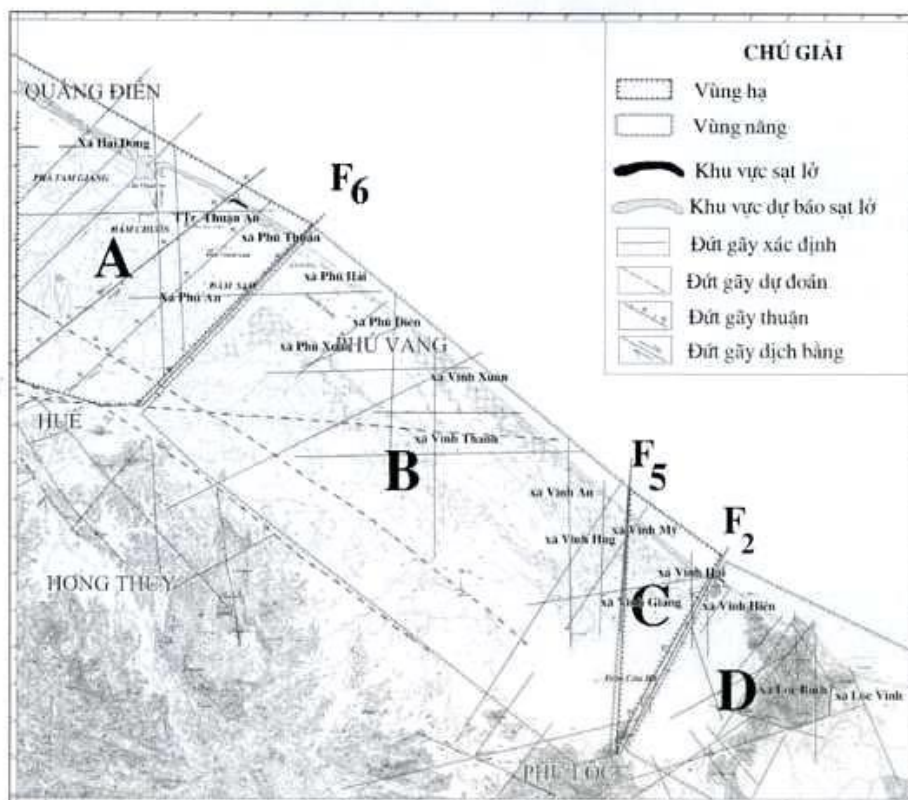 CHÚ GIẢI
Vùng hạ
Vùng nâng
Khu vực sạt lở
Khu vực dự báo sạt lở
Đứt gãy xác định
Đứt gãy dự đoán
Đứt gãy thuận
Đứt gãy dịch bằng
QUẢNG ĐIỀN
Xã Hải Dong
PHÁ TAM GIANG
F6
TTr. Thuận An
xã Phú Thuận
A
xã Phú Hải
Xã Phú An
xã Phú Diên
xã Phú Xuân
PHÚ VANG
xã Vinh Xuân
HUẾ
xã Vinh Thanh
B
F5
xã Vinh An
xã Vinh Mỹ
F2
xã Vinh Hng
HONG THUY
xã Vinh Hải
xã Vinh Giang
C
xã Vinh Hiền
D
xã Lộc Bình
xã Lộc Vĩnh
PHÚ LỘC